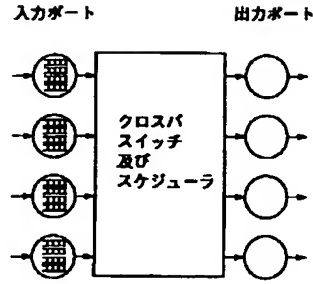 入力ポート
出力ポート
クロスバ
スイッチ
及び
スケジューラ